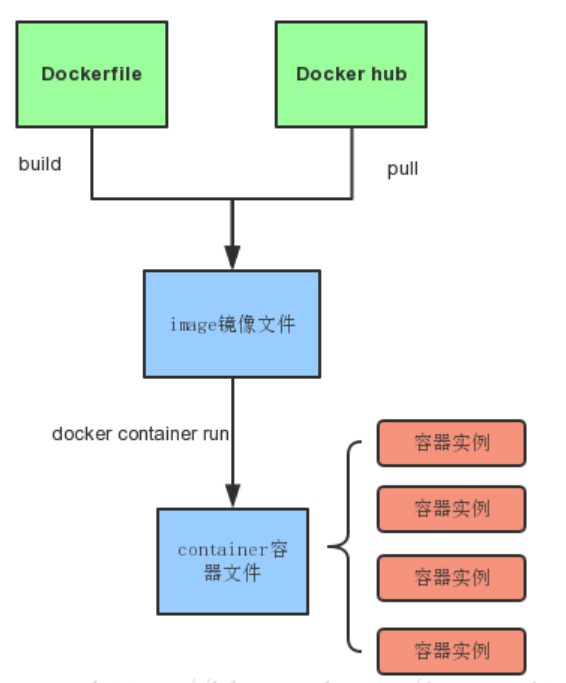 Dockerfile
Docker hub
build
pull
image镜像文件
docker container run
container容
器文件
容器实例
容器实例
容器实例
容器实例